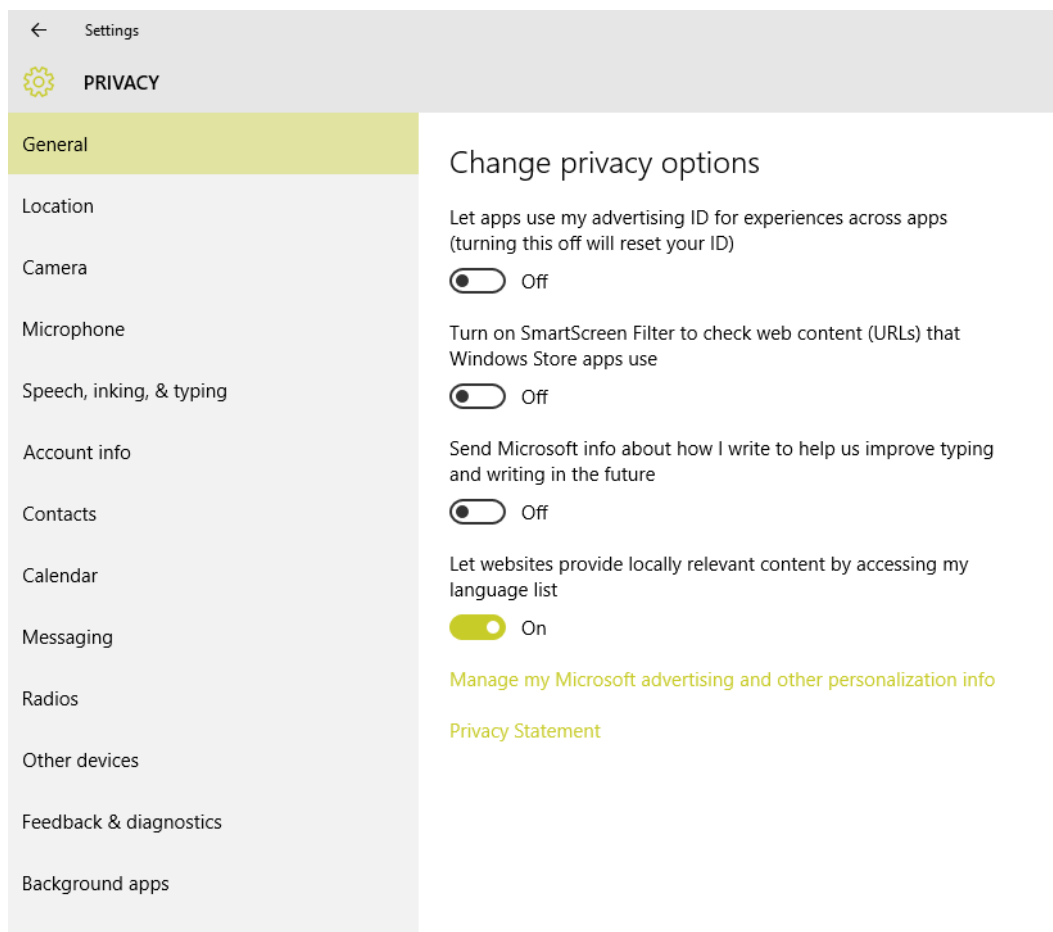 Settings
PRIVACY
General
Location
Camera
Microphone
Speech, inking, & typing
Account info
Contacts
Calendar
Messaging
Radios
Other devices
Feedback & diagnostics
Background apps
Change privacy options
Let apps use my advertising ID for experiences across apps
(turning this off will reset your ID)
Off
Turn on SmartScreen Filter to check web content (URLs) that
Windows Store apps use
Off
Send Microsoft info about how I write to help us improve typing
and writing in the future
Off
Let websites provide locally relevant content by accessing my
language list
On
Manage my Microsoft advertising and other personalization info
Privacy Statement